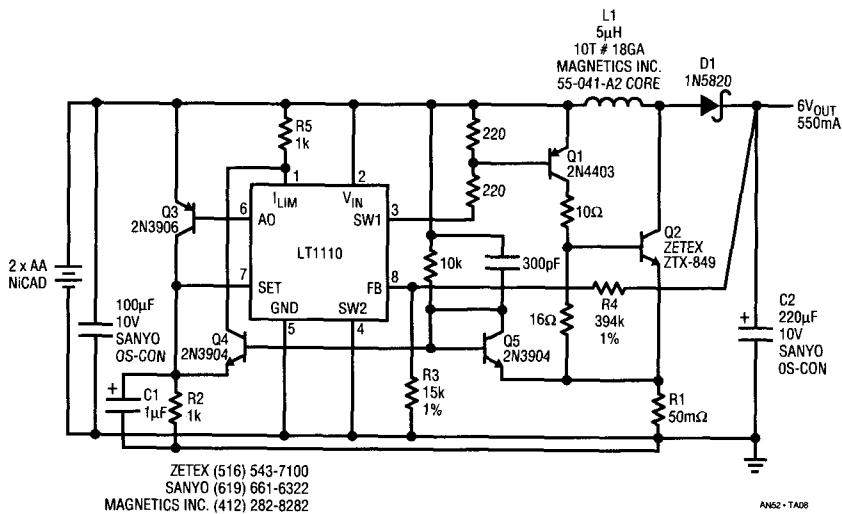 L1
5µH
10T # 18GA
MAGNETICS INC.
55-041-A2 CORE
D1
1N5820
6VOUT
550mA
R5
1k
220
220
Q1
2N4403
10Ω
Q3
2N3906
1
2
ILIM
VIN
6
AO
SW1
3
LT1110
Q2
ZETEX
ZTX-849
2 x AA
NiCAD
7
SET
FB
8
10k
300pF
GND
SW2
5
4
R4
394k
1%
100µF
10V
SANYO
OS-CON
Q4
2N3904
16Ω
Q5
2N3904
+
C2
220µF
10V
SANYO
OS-CON
+
C1
1µF
R2
1k
R3
15k
1%
R1
50mΩ
ZETEX (516) 543-7100
SANYO (619) 661-6322
MAGNETICS INC. (412) 282-8282
AN52 • TA08